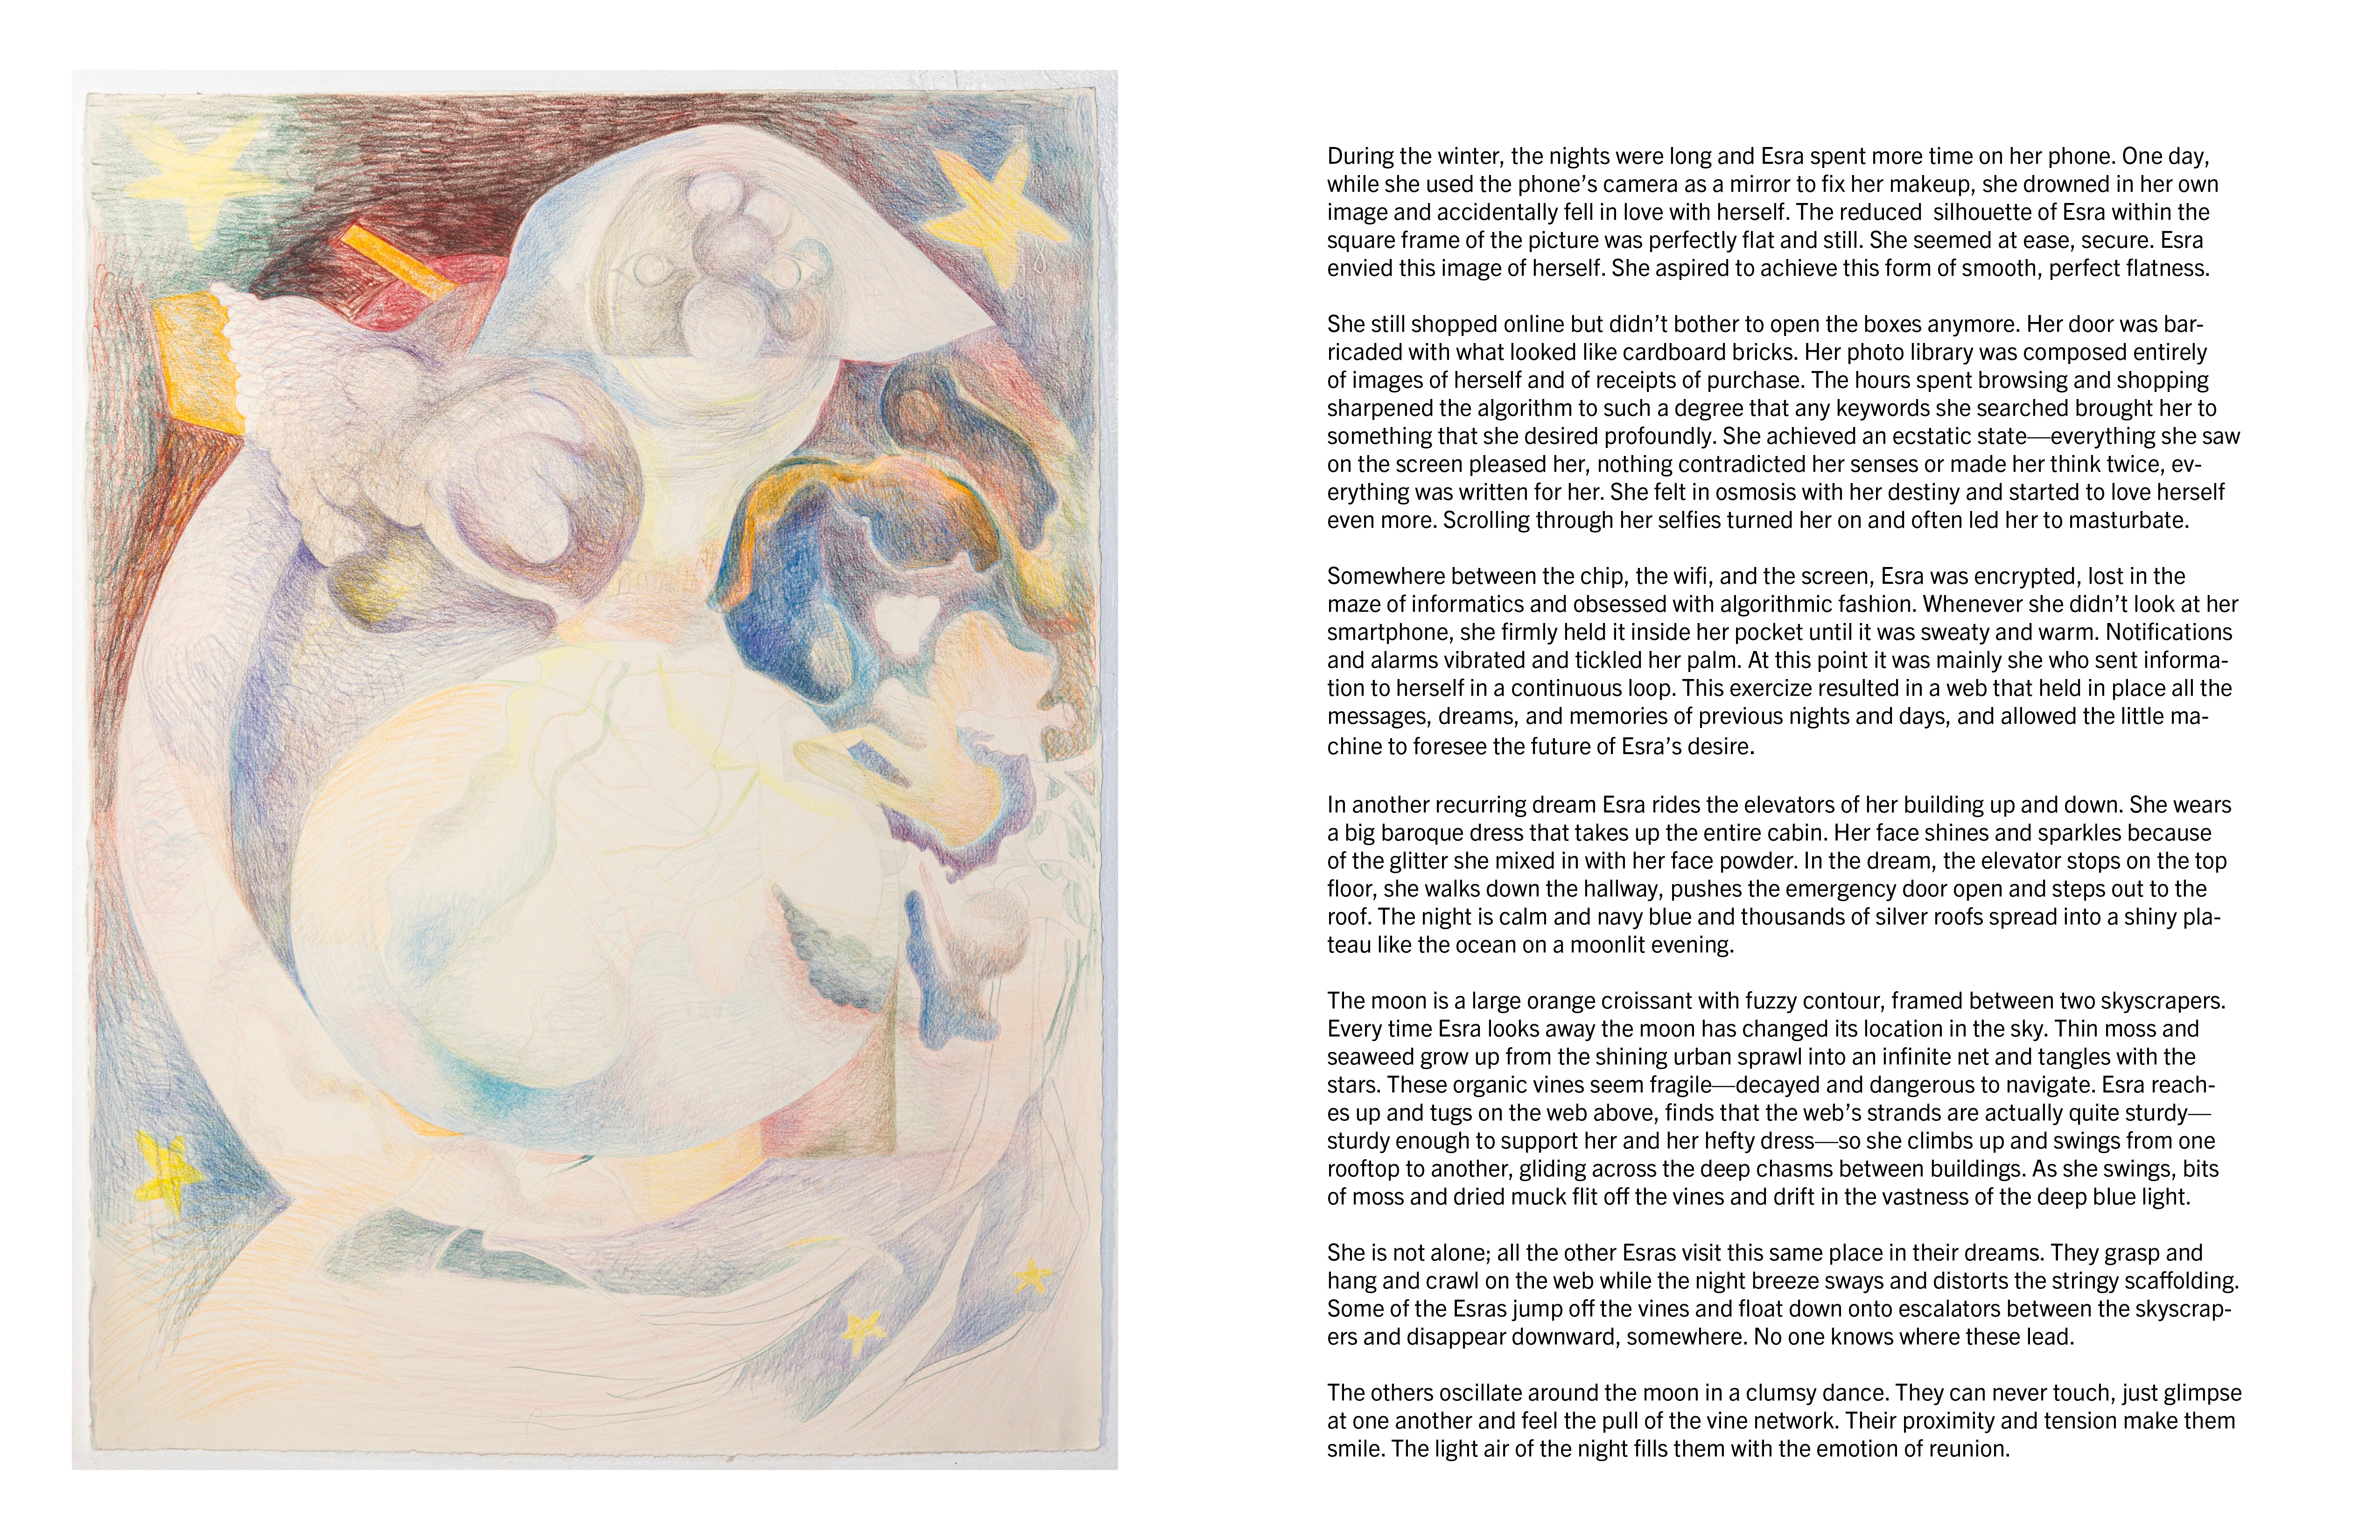 During the winter, the nights were long and Esra spent more time on her phone. One day,
while she used the phone’s camera as a mirror to fix her makeup, she drowned in her own
image and accidentally fell in love with herself. The reduced  silhouette of Esra within the
square frame of the picture was perfectly flat and still. She seemed at ease, secure. Esra
envied this image of herself. She aspired to achieve this form of smooth, perfect flatness.
She still shopped online but didn’t bother to open the boxes anymore. Her door was bar-
ricaded with what looked like cardboard bricks. Her photo library was composed entirely
of images of herself and of receipts of purchase. The hours spent browsing and shopping
sharpened the algorithm to such a degree that any keywords she searched brought her to
something that she desired profoundly. She achieved an ecstatic state—everything she saw
on the screen pleased her, nothing contradicted her senses or made her think twice, ev-
erything was written for her. She felt in osmosis with her destiny and started to love herself
even more. Scrolling through her selfies turned her on and often led her to masturbate.
Somewhere between the chip, the wifi, and the screen, Esra was encrypted, lost in the
maze of informatics and obsessed with algorithmic fashion. Whenever she didn’t look at her
smartphone, she firmly held it inside her pocket until it was sweaty and warm. Notifications
and alarms vibrated and tickled her palm. At this point it was mainly she who sent informa-
tion to herself in a continuous loop. This exercize resulted in a web that held in place all the
messages, dreams, and memories of previous nights and days, and allowed the little ma-
chine to foresee the future of Esra’s desire.
In another recurring dream Esra rides the elevators of her building up and down. She wears
a big baroque dress that takes up the entire cabin. Her face shines and sparkles because
of the glitter she mixed in with her face powder. In the dream, the elevator stops on the top
floor, she walks down the hallway, pushes the emergency door open and steps out to the
roof. The night is calm and navy blue and thousands of silver roofs spread into a shiny pla-
teau like the ocean on a moonlit evening.
The moon is a large orange croissant with fuzzy contour, framed between two skyscrapers.
Every time Esra looks away the moon has changed its location in the sky. Thin moss and
seaweed grow up from the shining urban sprawl into an infinite net and tangles with the
stars. These organic vines seem fragile—decayed and dangerous to navigate. Esra reach-
es up and tugs on the web above, finds that the web’s strands are actually quite sturdy—
sturdy enough to support her and her hefty dress—so she climbs up and swings from one
rooftop to another, gliding across the deep chasms between buildings. As she swings, bits
of moss and dried muck flit off the vines and drift in the vastness of the deep blue light.
She is not alone; all the other Esras visit this same place in their dreams. They grasp and
hang and crawl on the web while the night breeze sways and distorts the stringy scaffolding.
Some of the Esras jump off the vines and float down onto escalators between the skyscrap-
ers and disappear downward, somewhere. No one knows where these lead.
The others oscillate around the moon in a clumsy dance. They can never touch, just glimpse
at one another and feel the pull of the vine network. Their proximity and tension make them
smile. The light air of the night fills them with the emotion of reunion.